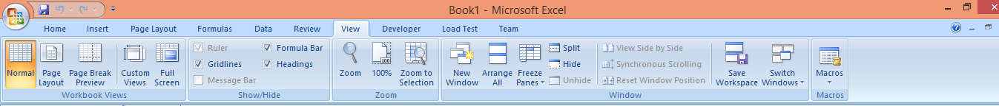 Book1 - Microsoft Excel
Home Insert Page Layout Formulas Data Review View Developer Load Test Team
Normal
Page Layout
Page Break Preview
Custom Views
Full Screen
Workbook Views
Ruler
Gridlines
Message Bar
Formula Bar
Headings
Show/Hide
Zoom
100
100%
Zoom to Selection
Zoom
New Window
Arrange All
Freeze Panes
Split
Hide
Unhide
View Side by Side
Synchronous Scrolling
Reset Window Position
Save Workspace
Switch Windows
Window
Macros
Macros